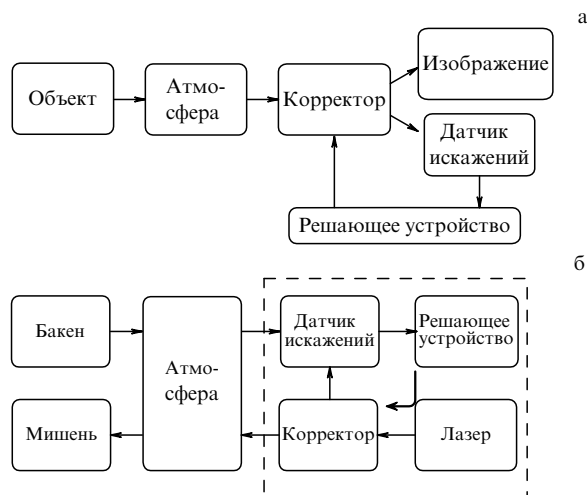 а
Объект
Атмо-
сфера
Корректор
Изображение
Датчик
искажений
Решающее устройство
б
Бакен
Атмо-
сфера
Датчик
искажений
Решающее
устройство
Мишень
Корректор
Лазер